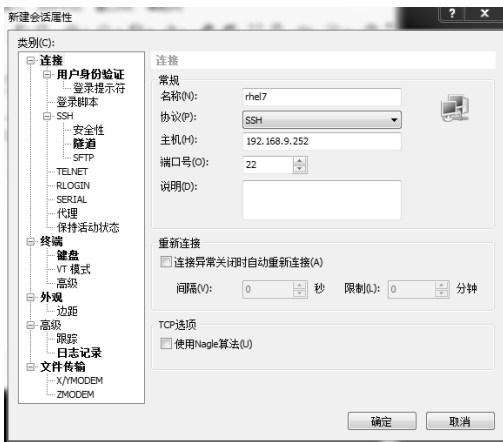 新建会话属性
? x
类别(C):
连接
用户身份验证
登录提示符
登录脚本
SSH
安全性
隧道
SFTP
TELNET
RLOGIN
SERIAL
代理
保持活动状态
终端
键盘
VT 模式
高级
外观
边距
高级
跟踪
日志记录
文件传输
X/YMODEM
ZMODEM
连接
常规
名称(N): rhel7
协议(P): SSH
主机(H): 192.168.9.252
端口号(O): 22
说明(D):
重新连接
连接异常关闭时自动重新连接(A)
间隔(V): 0 秒 限制(L): 0 分钟
TCP选项
使用Nagle算法(U)
确定 取消